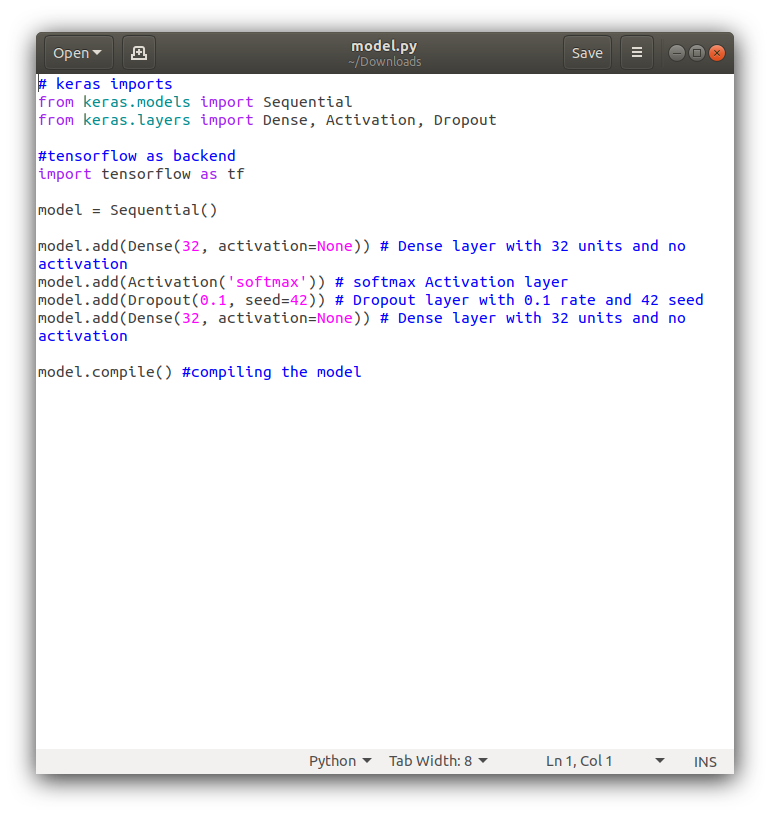 Open
model.py
~/Downloads
Save
# keras imports
from keras.models import Sequential
from keras.layers import Dense, Activation, Dropout
#tensorflow as backend
import tensorflow as tf
model = Sequential()
model.add(Dense(32, activation=None)) # Dense layer with 32 units and no
activation
model.add(Activation('softmax')) # softmax Activation layer
model.add(Dropout(0.1, seed=42)) # Dropout layer with 0.1 rate and 42 seed
model.add(Dense(32, activation=None)) # Dense layer with 32 units and no
activation
model.compile() #compiling the model
Python Tab Width: 8 Ln 1, Col 1 INS